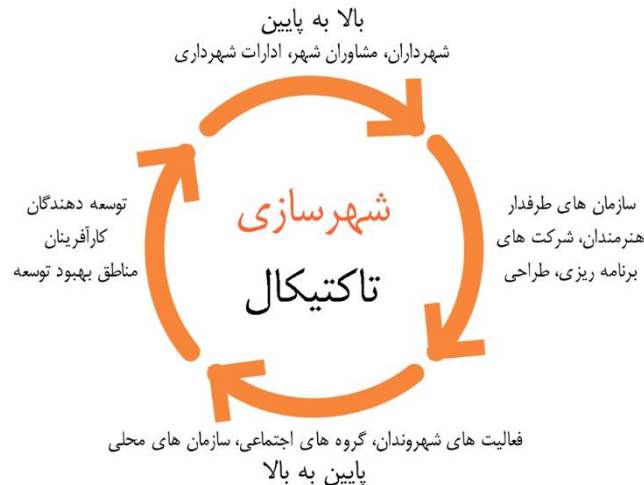 بالا به پایین
شهرداران، مشاوران شهر، ادارات شهرداری
سازمان های طرفدار
هنرمندان، شرکت های
برنامه ریزی، طراحی
توسعه دهندگان
کارآفرینان
مناطق بهبود توسعه
شهرسازی
تاکتیکال
فعالیت های شهروندان، گروه های اجتماعی، سازمان های محلی
پایین به بالا